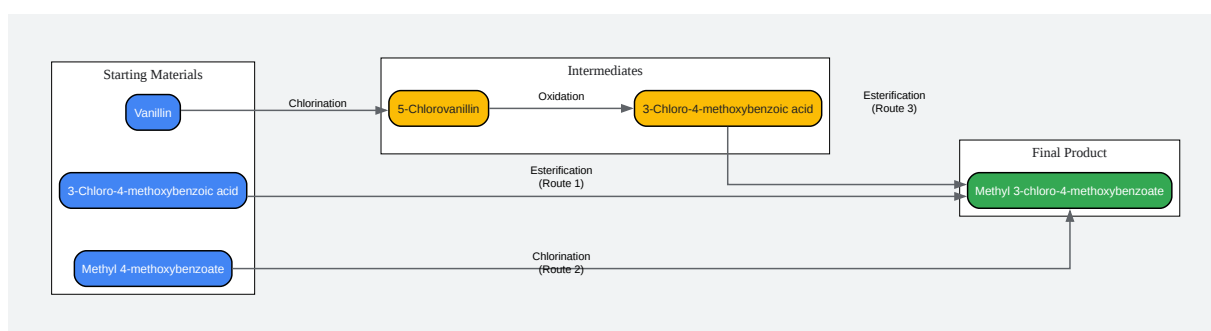 Starting Materials
Vanillin
3-Chloro-4-methoxybenzoic acid
Methyl 4-methoxybenzoate
Chlorination
Intermediates
5-Chlorovanillin
Oxidation
3-Chloro-4-methoxybenzoic acid
Esterification
(Route 3)
Esterification
(Route 1)
Chlorination
(Route 2)
Final Product
Methyl 3-chloro-4-methoxybenzoate